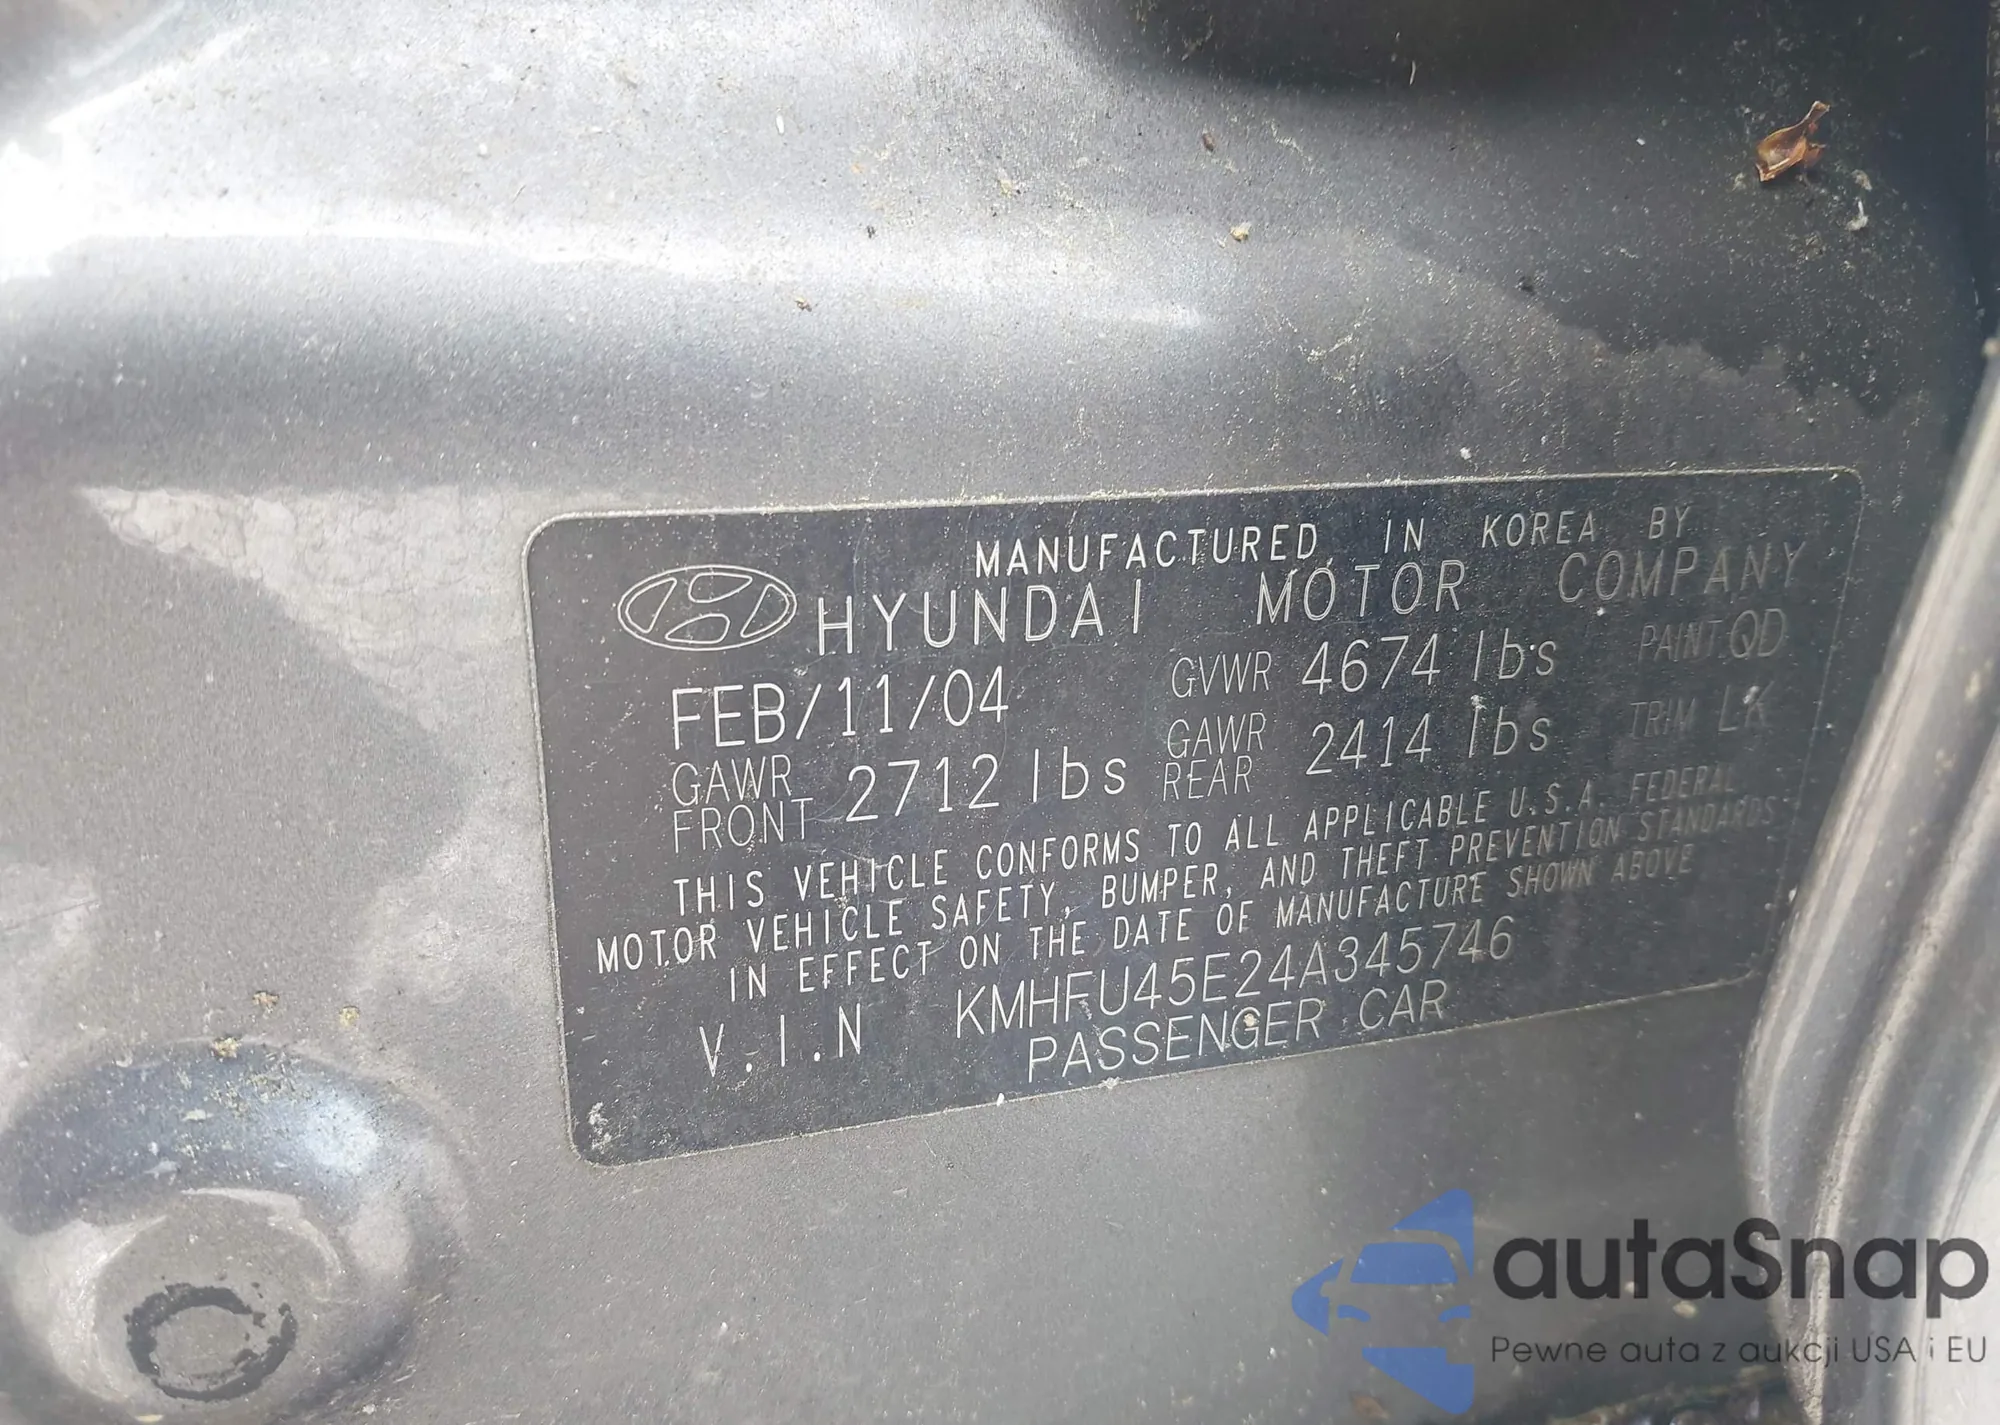 MANUFACTURED IN KOREA BY
HYUNDAI MOTOR COMPANY
FEB/11/04 GVWR 4674 lbs PAINT QD
GAWR FRONT 2712 lbs GAWR REAR 2414 lbs TRIM LK
THIS VEHICLE CONFORMS TO ALL APPLICABLE U.S.A. FEDERAL
MOTOR VEHICLE SAFETY, BUMPER, AND THEFT PREVENTION STANDARDS
IN EFFECT ON THE DATE OF MANUFACTURE SHOWN ABOVE
V.I.N KMHFU45E24A345746
PASSENGER CAR
autaSnap
Pewne auta z aukcji USA i EU